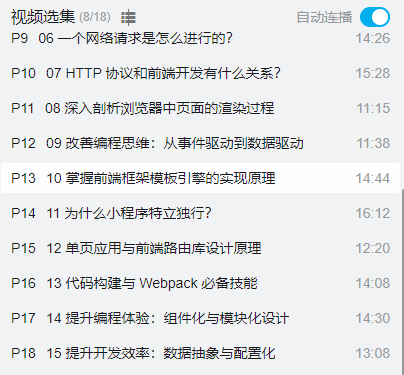 视频选集 (8/18) 自动连播
P9 06 一个网络请求是怎么进行的？ 14:26
P10 07 HTTP 协议和前端开发有什么关系？ 15:28
P11 08 深入剖析浏览器中页面的渲染过程 11:15
P12 09 改善编程思维：从事件驱动到数据驱动 11:38
P13 10 掌握前端框架模板引擎的实现原理 14:44
P14 11 为什么小程序特立独行？ 16:12
P15 12 单页应用与前端路由库设计原理 12:20
P16 13 代码构建与 Webpack 必备技能 14:08
P17 14 提升编程体验：组件化与模块化设计 14:30
P18 15 提升开发效率：数据抽象与配置化 13:08